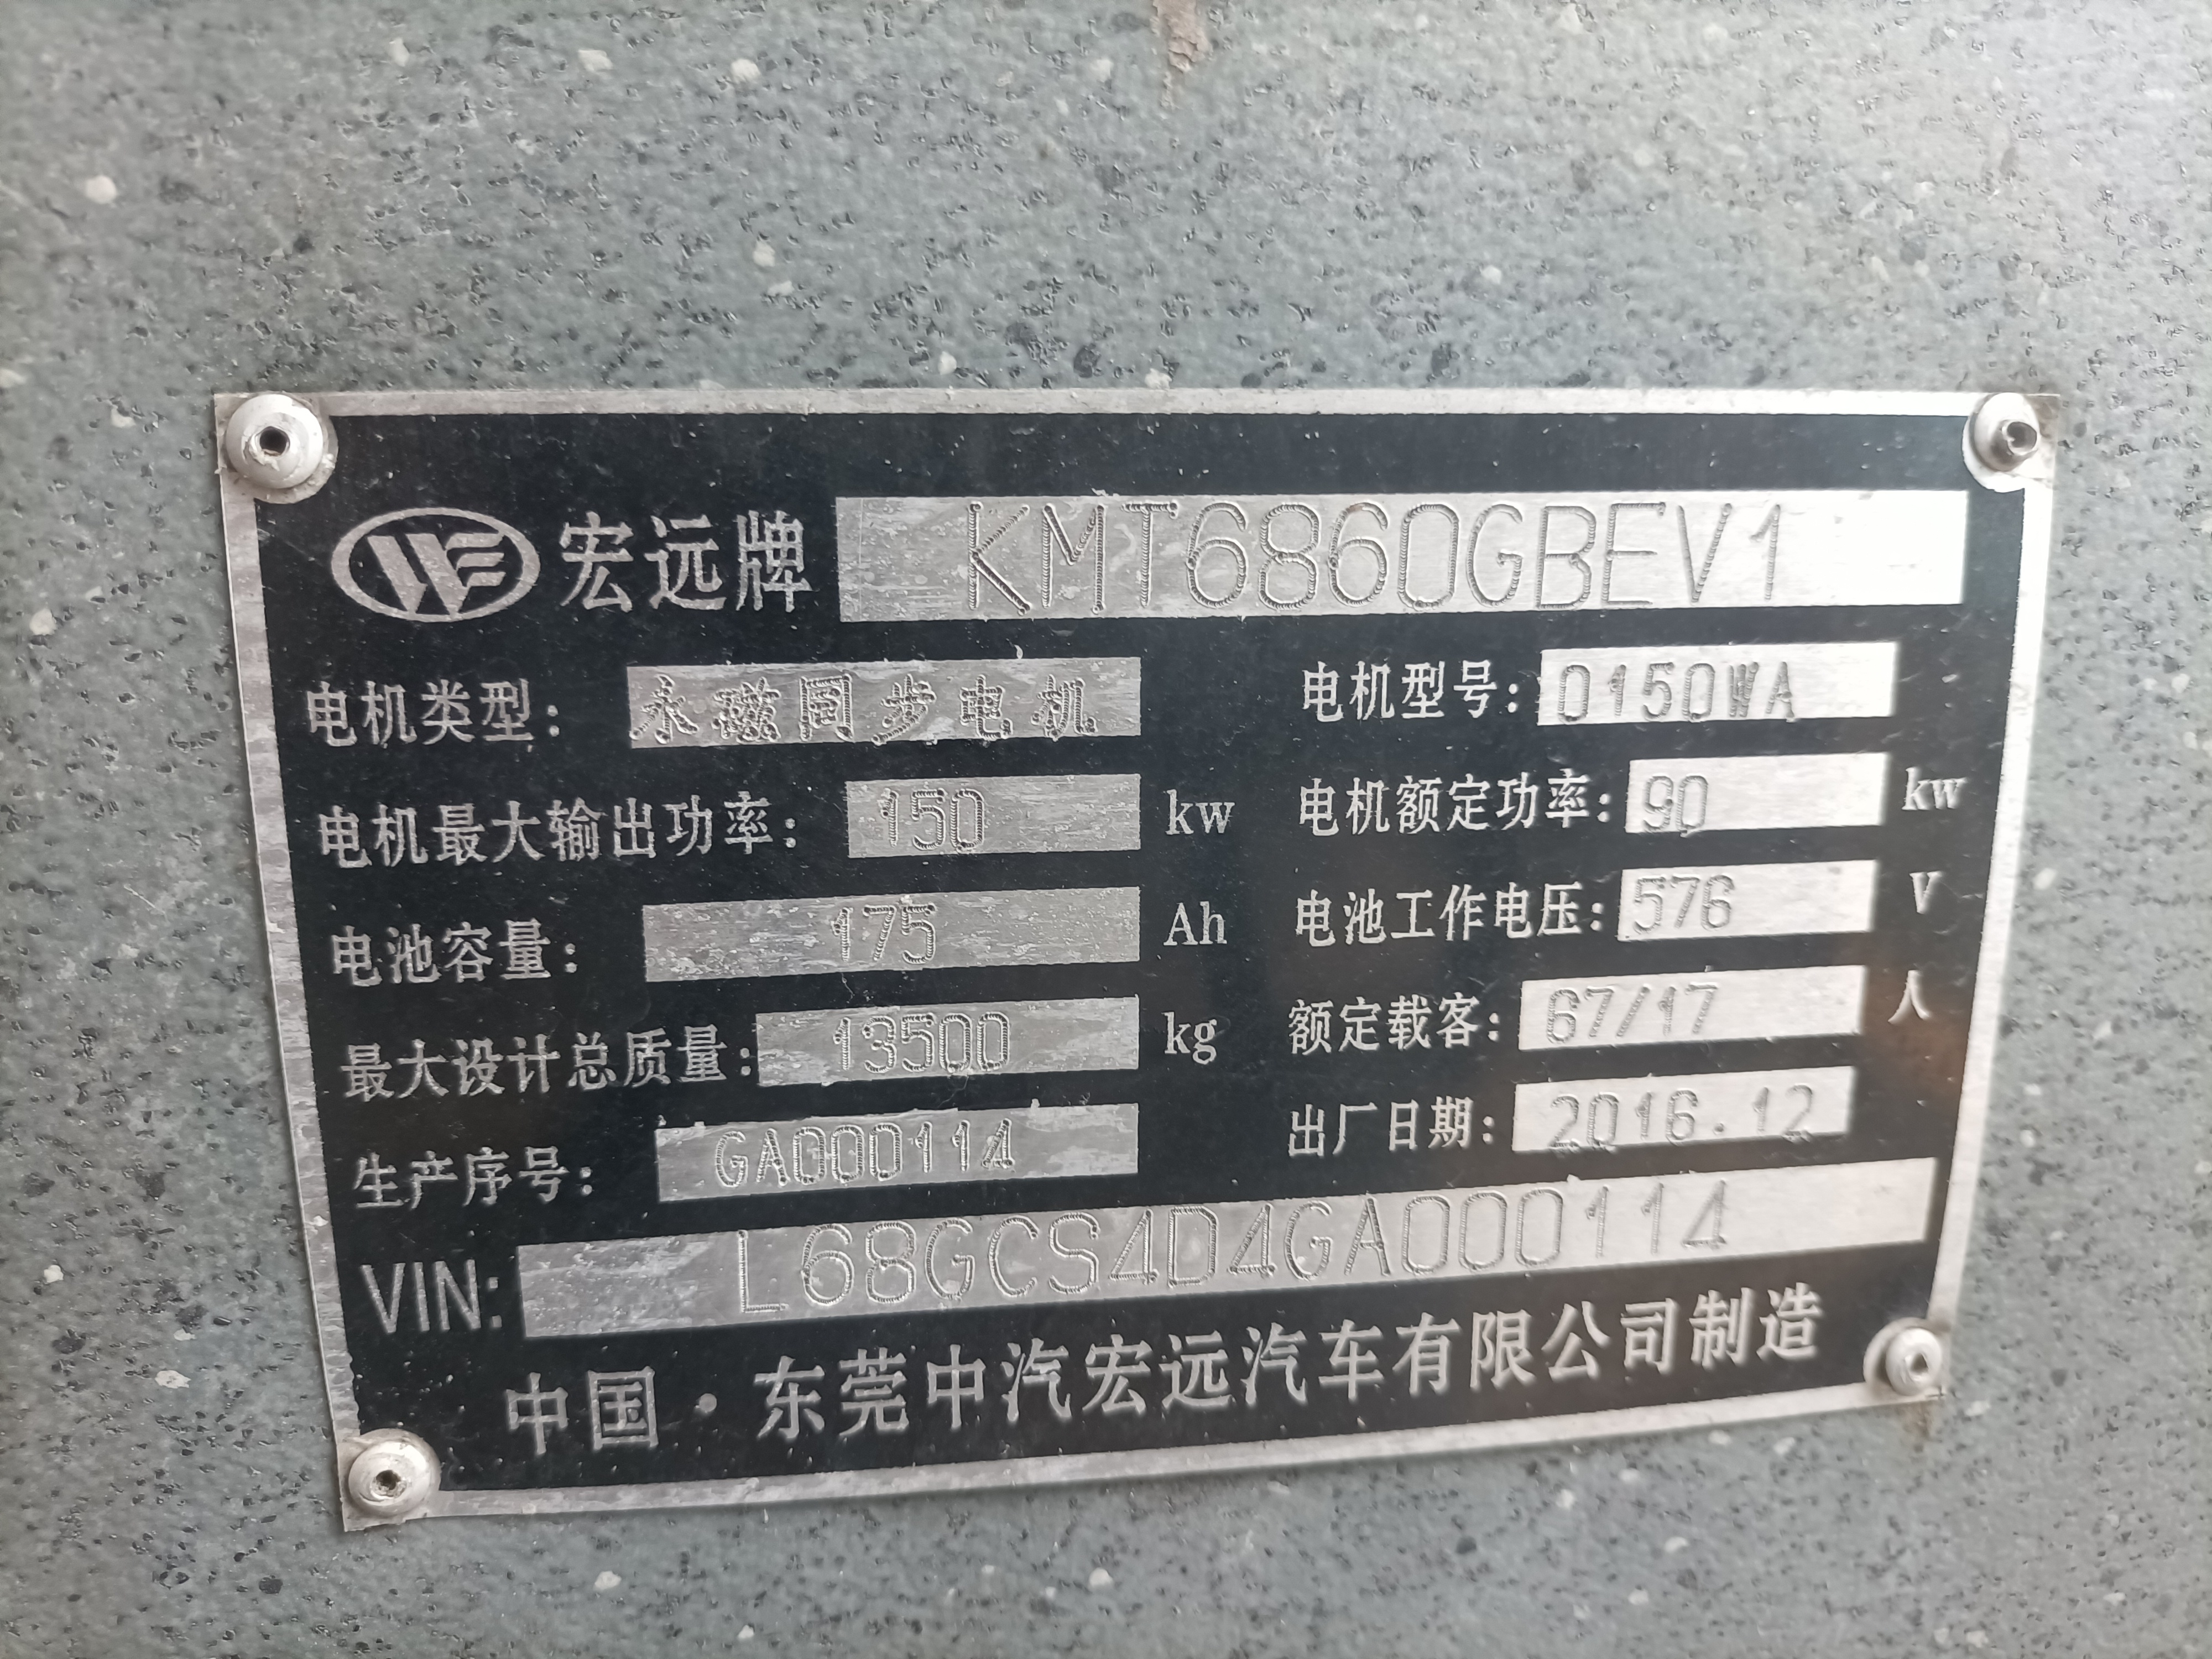 宏远牌 KMT6860GBEV1
电机类型: 永磁同步电机 电机型号: 0150WA
电机最大输出功率: 150 kw 电机额定功率: 90 kw
电池容量: 175 Ah 电池工作电压: 576 V
最大设计总质量: 13500 kg 额定载客: 67/17 人
生产序号: GA000114 出厂日期: 2016.12
VIN: L68GCS4D4GA000114
中国·东莞中汽宏远汽车有限公司制造